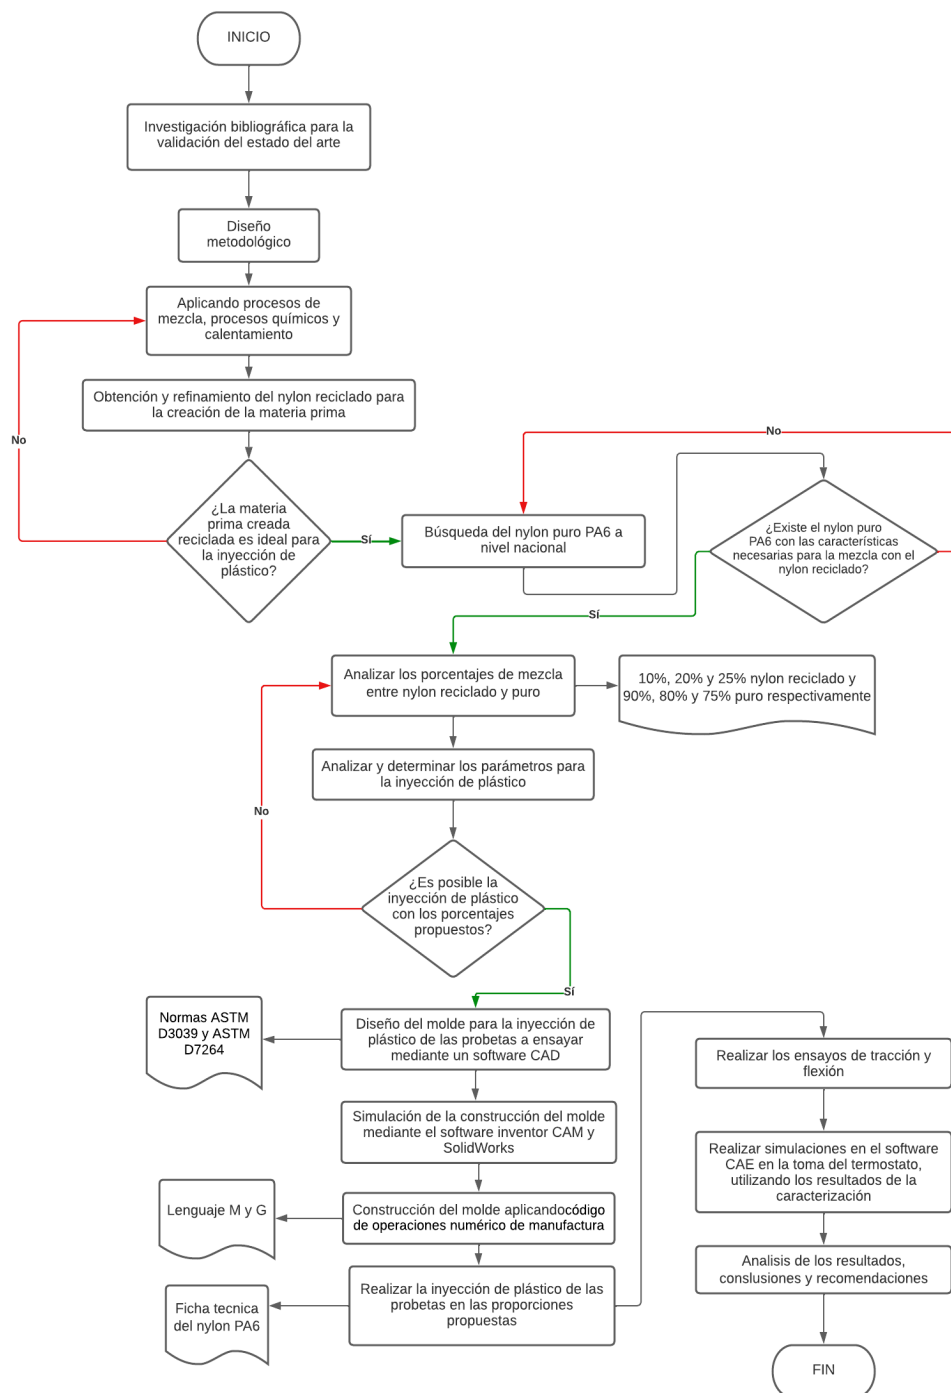 INICIO
Investigación bibliográfica para la
validación del estado del arte
Diseño
metodológico
Aplicando procesos de
mezcla, procesos químicos y
calentamiento
Obtención y refinamiento del nylon reciclado para
la creación de la materia prima
No
¿La materia
prima creada
reciclada es ideal para
la inyección de
plástico?
Sí
Búsqueda del nylon puro PA6 a
nivel nacional
No
¿Existe el nylon puro
PA6 con las características
necesarias para la mezcla con el
nylon reciclado?
Sí
Analizar los porcentajes de mezcla
entre nylon reciclado y puro
10%, 20% y 25% nylon reciclado y
90%, 80% y 75% puro respectivamente
Analizar y determinar los parámetros para
la inyección de plástico
No
¿Es posible la
inyección de plástico
con los porcentajes
propuestos?
Sí
Diseño del molde para la inyección de
plástico de las probetas a ensayar
mediante un software CAD
Normas ASTM
D3039 y ASTM
D7264
Simulación de la construcción del molde
mediante el software inventor CAM y
SolidWorks
Construcción del molde aplicandocódigo
de operaciones numérico de manufactura
Lenguaje M y G
Realizar la inyección de plástico de las
probetas en las proporciones
propuestas
Ficha tecnica
del nylon PA6
Realizar los ensayos de tracción y
flexión
Realizar simulaciones en el software
CAE en la toma del termostato,
utilizando los resultados de la
caracterización
Analisis de los resultados,
conslusiones y recomendaciones
FIN